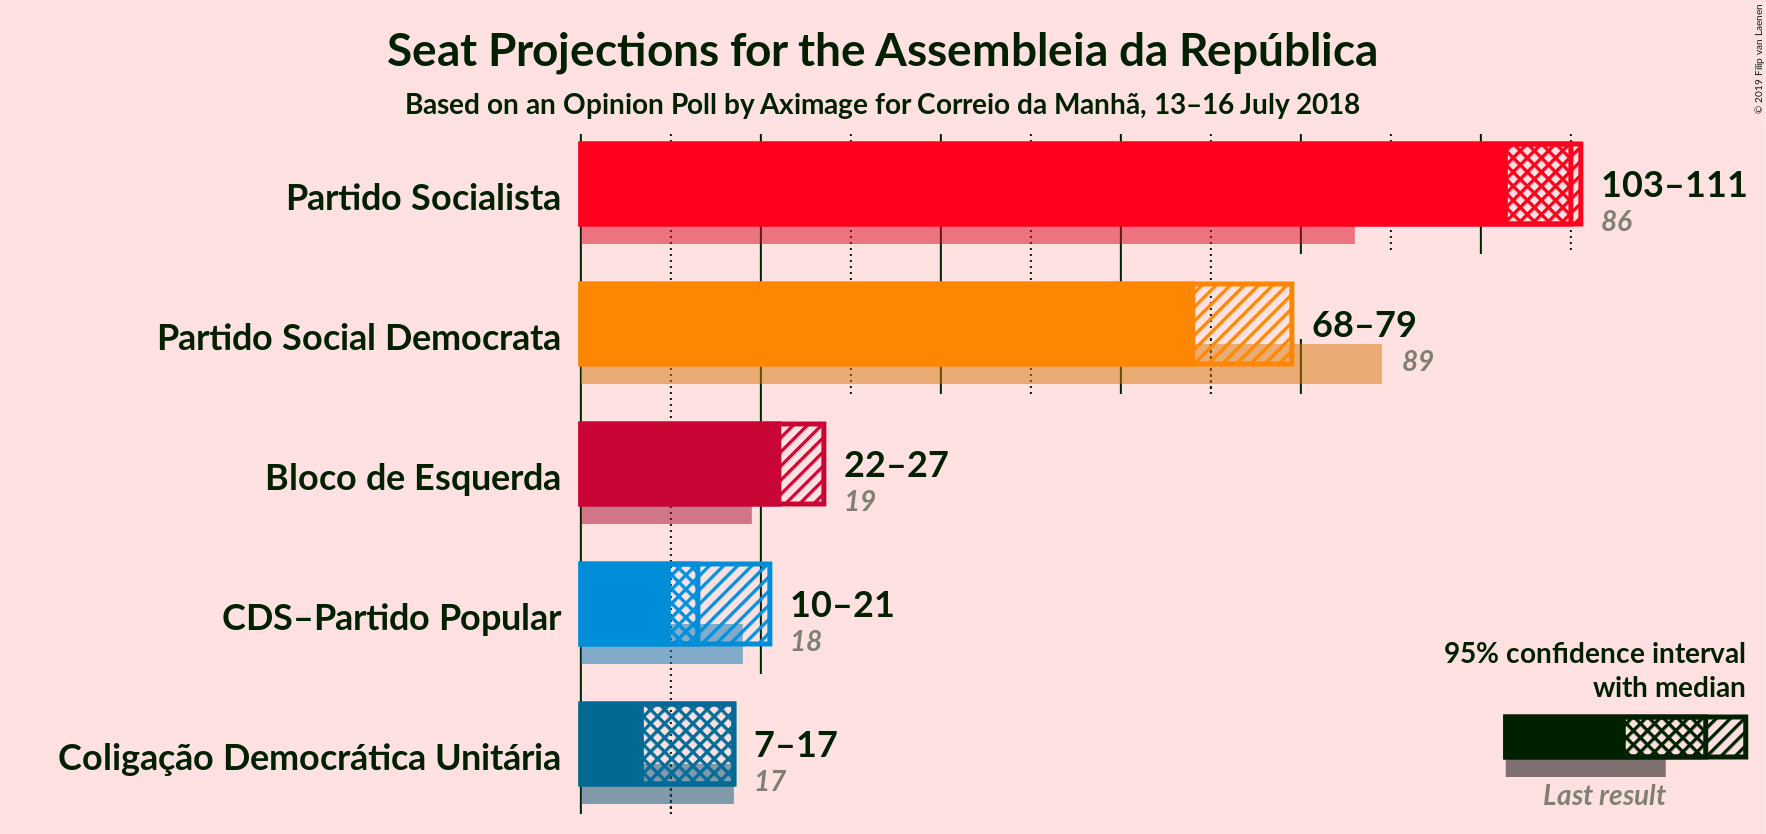 Seat Projections for the Assembleia da República
Based on an Opinion Poll by Aximage for Correio da Manhã, 13–16 July 2018
© 2019 Filip van Laenen
Partido Socialista
103–111
86
Partido Social Democrata
68–79
89
Bloco de Esquerda
22–27
19
CDS–Partido Popular
10–21
18
Coligação Democrática Unitária
7–17
17
95% confidence interval
with median
Last result